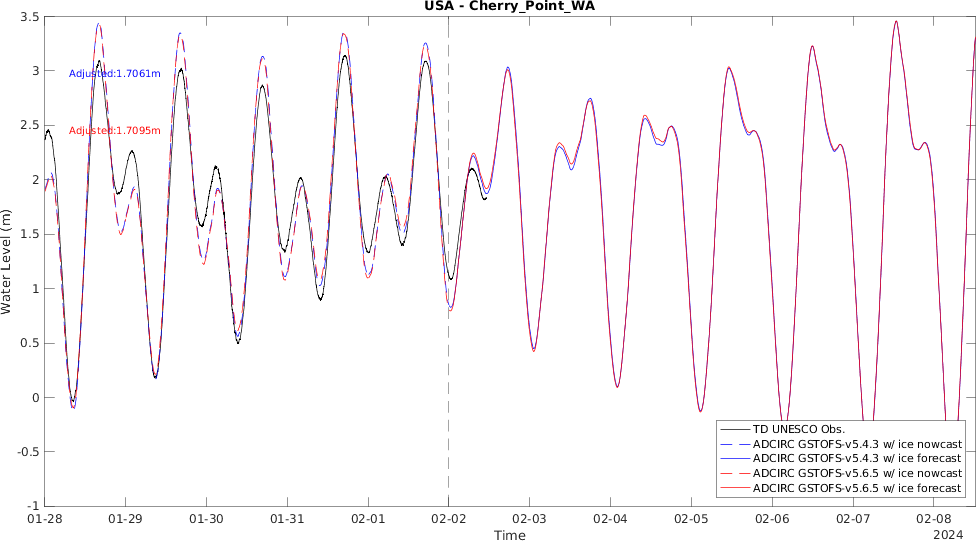 USA - Cherry_Point_WA
3.5
3
2.5
2
1.5
1
0.5
0
-0.5
-1
Water Level (m)
Adjusted:1.7061m
Adjusted:1.7095m
TD UNESCO Obs.
ADCIRC GSTOFS-v5.4.3 w/ ice nowcast
ADCIRC GSTOFS-v5.4.3 w/ ice forecast
ADCIRC GSTOFS-v5.6.5 w/ ice nowcast
ADCIRC GSTOFS-v5.6.5 w/ ice forecast
01-28 01-29 01-30 01-31 02-01 02-02 02-03 02-04 02-05 02-06 02-07 02-08
Time
2024